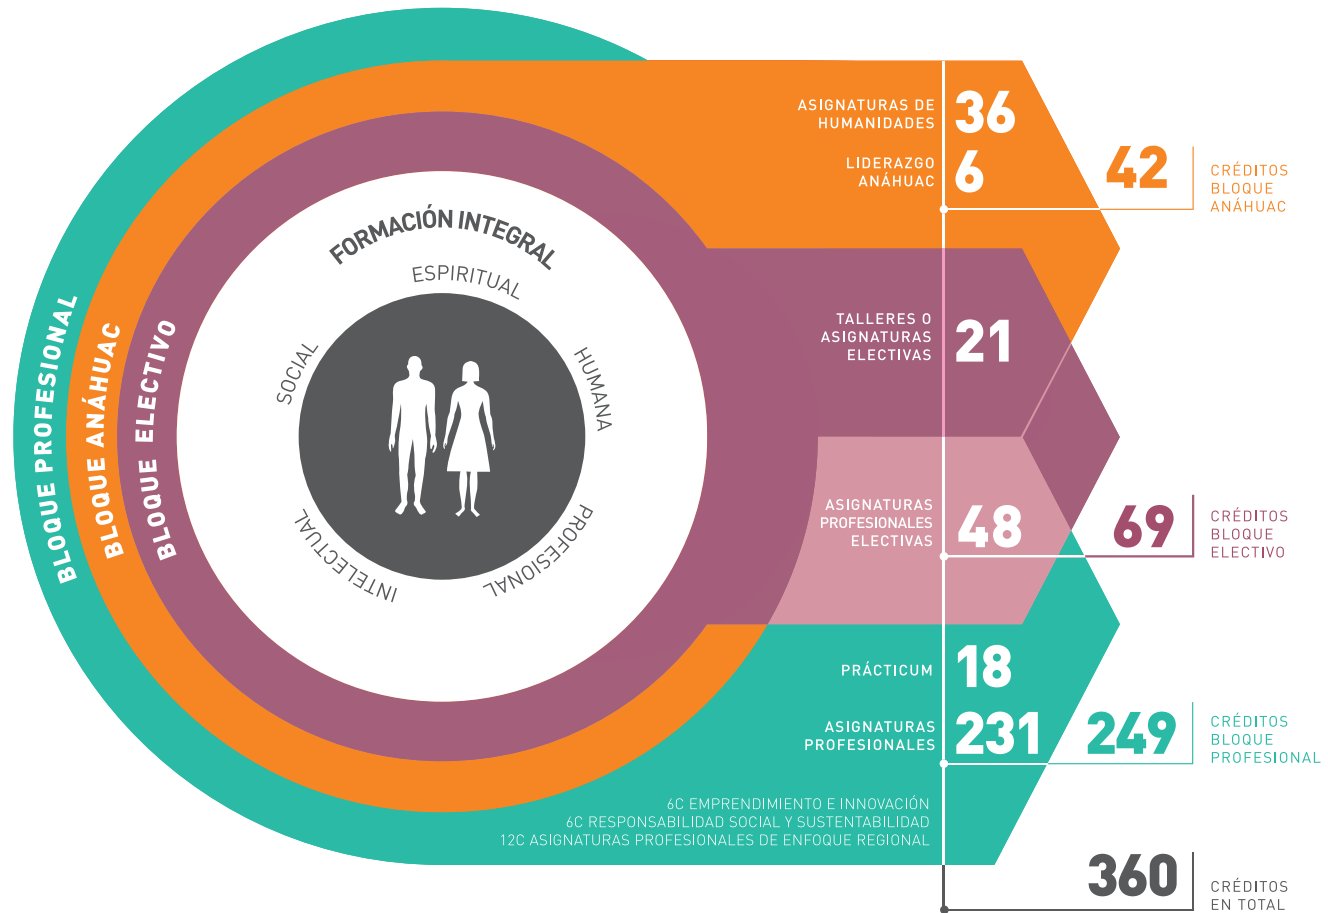 BLOQUE PROFESIONAL
BLOQUE ANÁHUAC
BLOQUE ELECTIVO
FORMACIÓN INTEGRAL
ESPIRITUAL
SOCIAL
HUMANA
INTELECTUAL
PROFESIONAL
ASIGNATURAS DE
HUMANIDADES
36
LIDERAZGO
ANÁHUAC
6
42
CRÉDITOS
BLOQUE
ANÁHUAC
TALLERES O
ASIGNATURAS
ELECTIVAS
21
ASIGNATURAS
PROFESIONALES
ELECTIVAS
48
69
CRÉDITOS
BLOQUE
ELECTIVO
PRÁCTICUM
18
ASIGNATURAS
PROFESIONALES
231
249
CRÉDITOS
BLOQUE
PROFESIONAL
6C EMPRENDIMIENTO E INNOVACIÓN
6C RESPONSABILIDAD SOCIAL Y SUSTENTABILIDAD
12C ASIGNATURAS PROFESIONALES DE ENFOQUE REGIONAL
360
CRÉDITOS
EN TOTAL